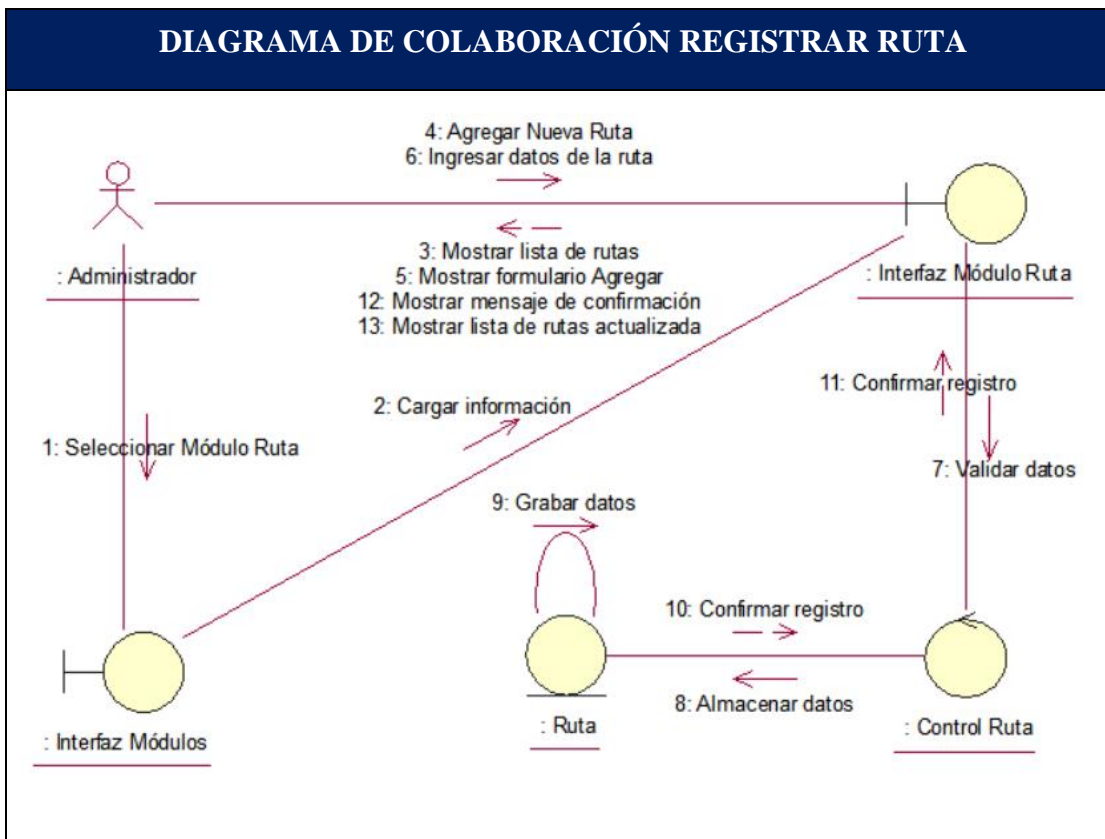 DIAGRAMA DE COLABORACIÓN REGISTRAR RUTA
4: Agregar Nueva Ruta
6: Ingresar datos de la ruta
3: Mostrar lista de rutas
5: Mostrar formulario Agregar
12: Mostrar mensaje de confirmación
13: Mostrar lista de rutas actualizada
: Administrador
: Interfaz Módulo Ruta
2: Cargar información
11: Confirmar registro
1: Seleccionar Módulo Ruta
7: Validar datos
9: Grabar datos
10: Confirmar registro
8: Almacenar datos
: Interfaz Módulos
: Ruta
: Control Ruta